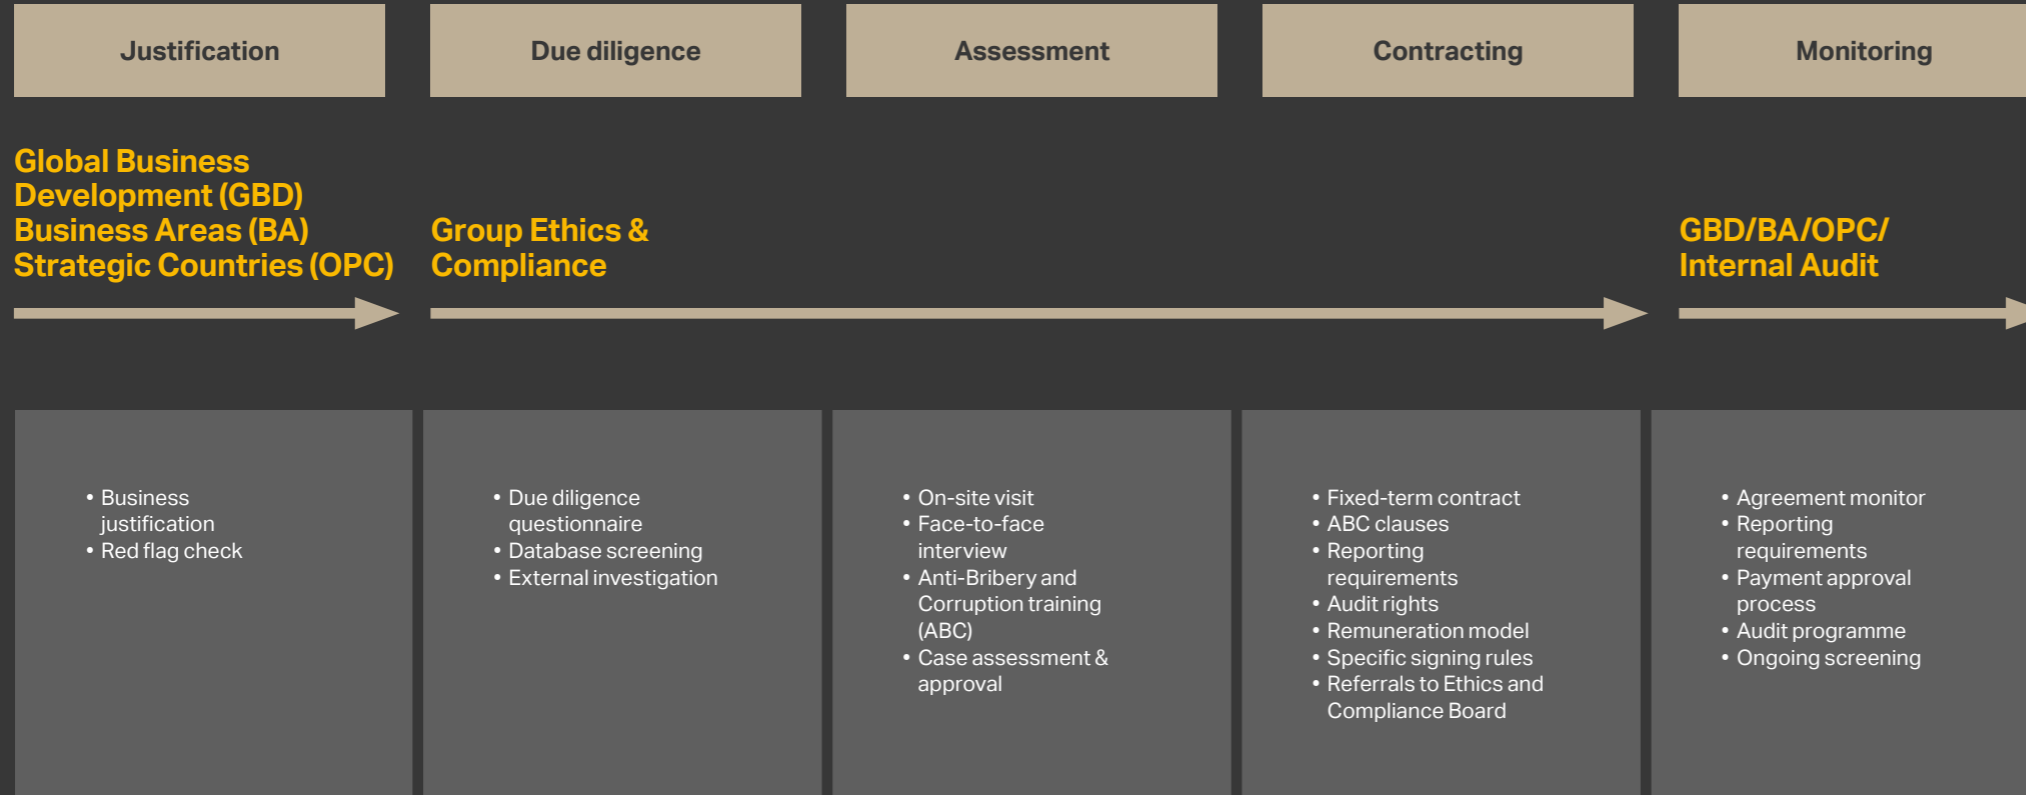 Justification
Due diligence
Assessment
Contracting
Monitoring
Global Business
Development (GBD)
Business Areas (BA)
Strategic Countries (OPC)
Group Ethics &
Compliance
GBD/BA/OPC/
Internal Audit
• Business
justification
• Red flag check
• Due diligence
questionnaire
• Database screening
• External investigation
• On-site visit
• Face-to-face
interview
• Anti-Bribery and
Corruption training
(ABC)
• Case assessment &
approval
• Fixed-term contract
• ABC clauses
• Reporting
requirements
• Audit rights
• Remuneration model
• Specific signing rules
• Referrals to Ethics and
Compliance Board
• Agreement monitor
• Reporting
requirements
• Payment approval
process
• Audit programme
• Ongoing screening